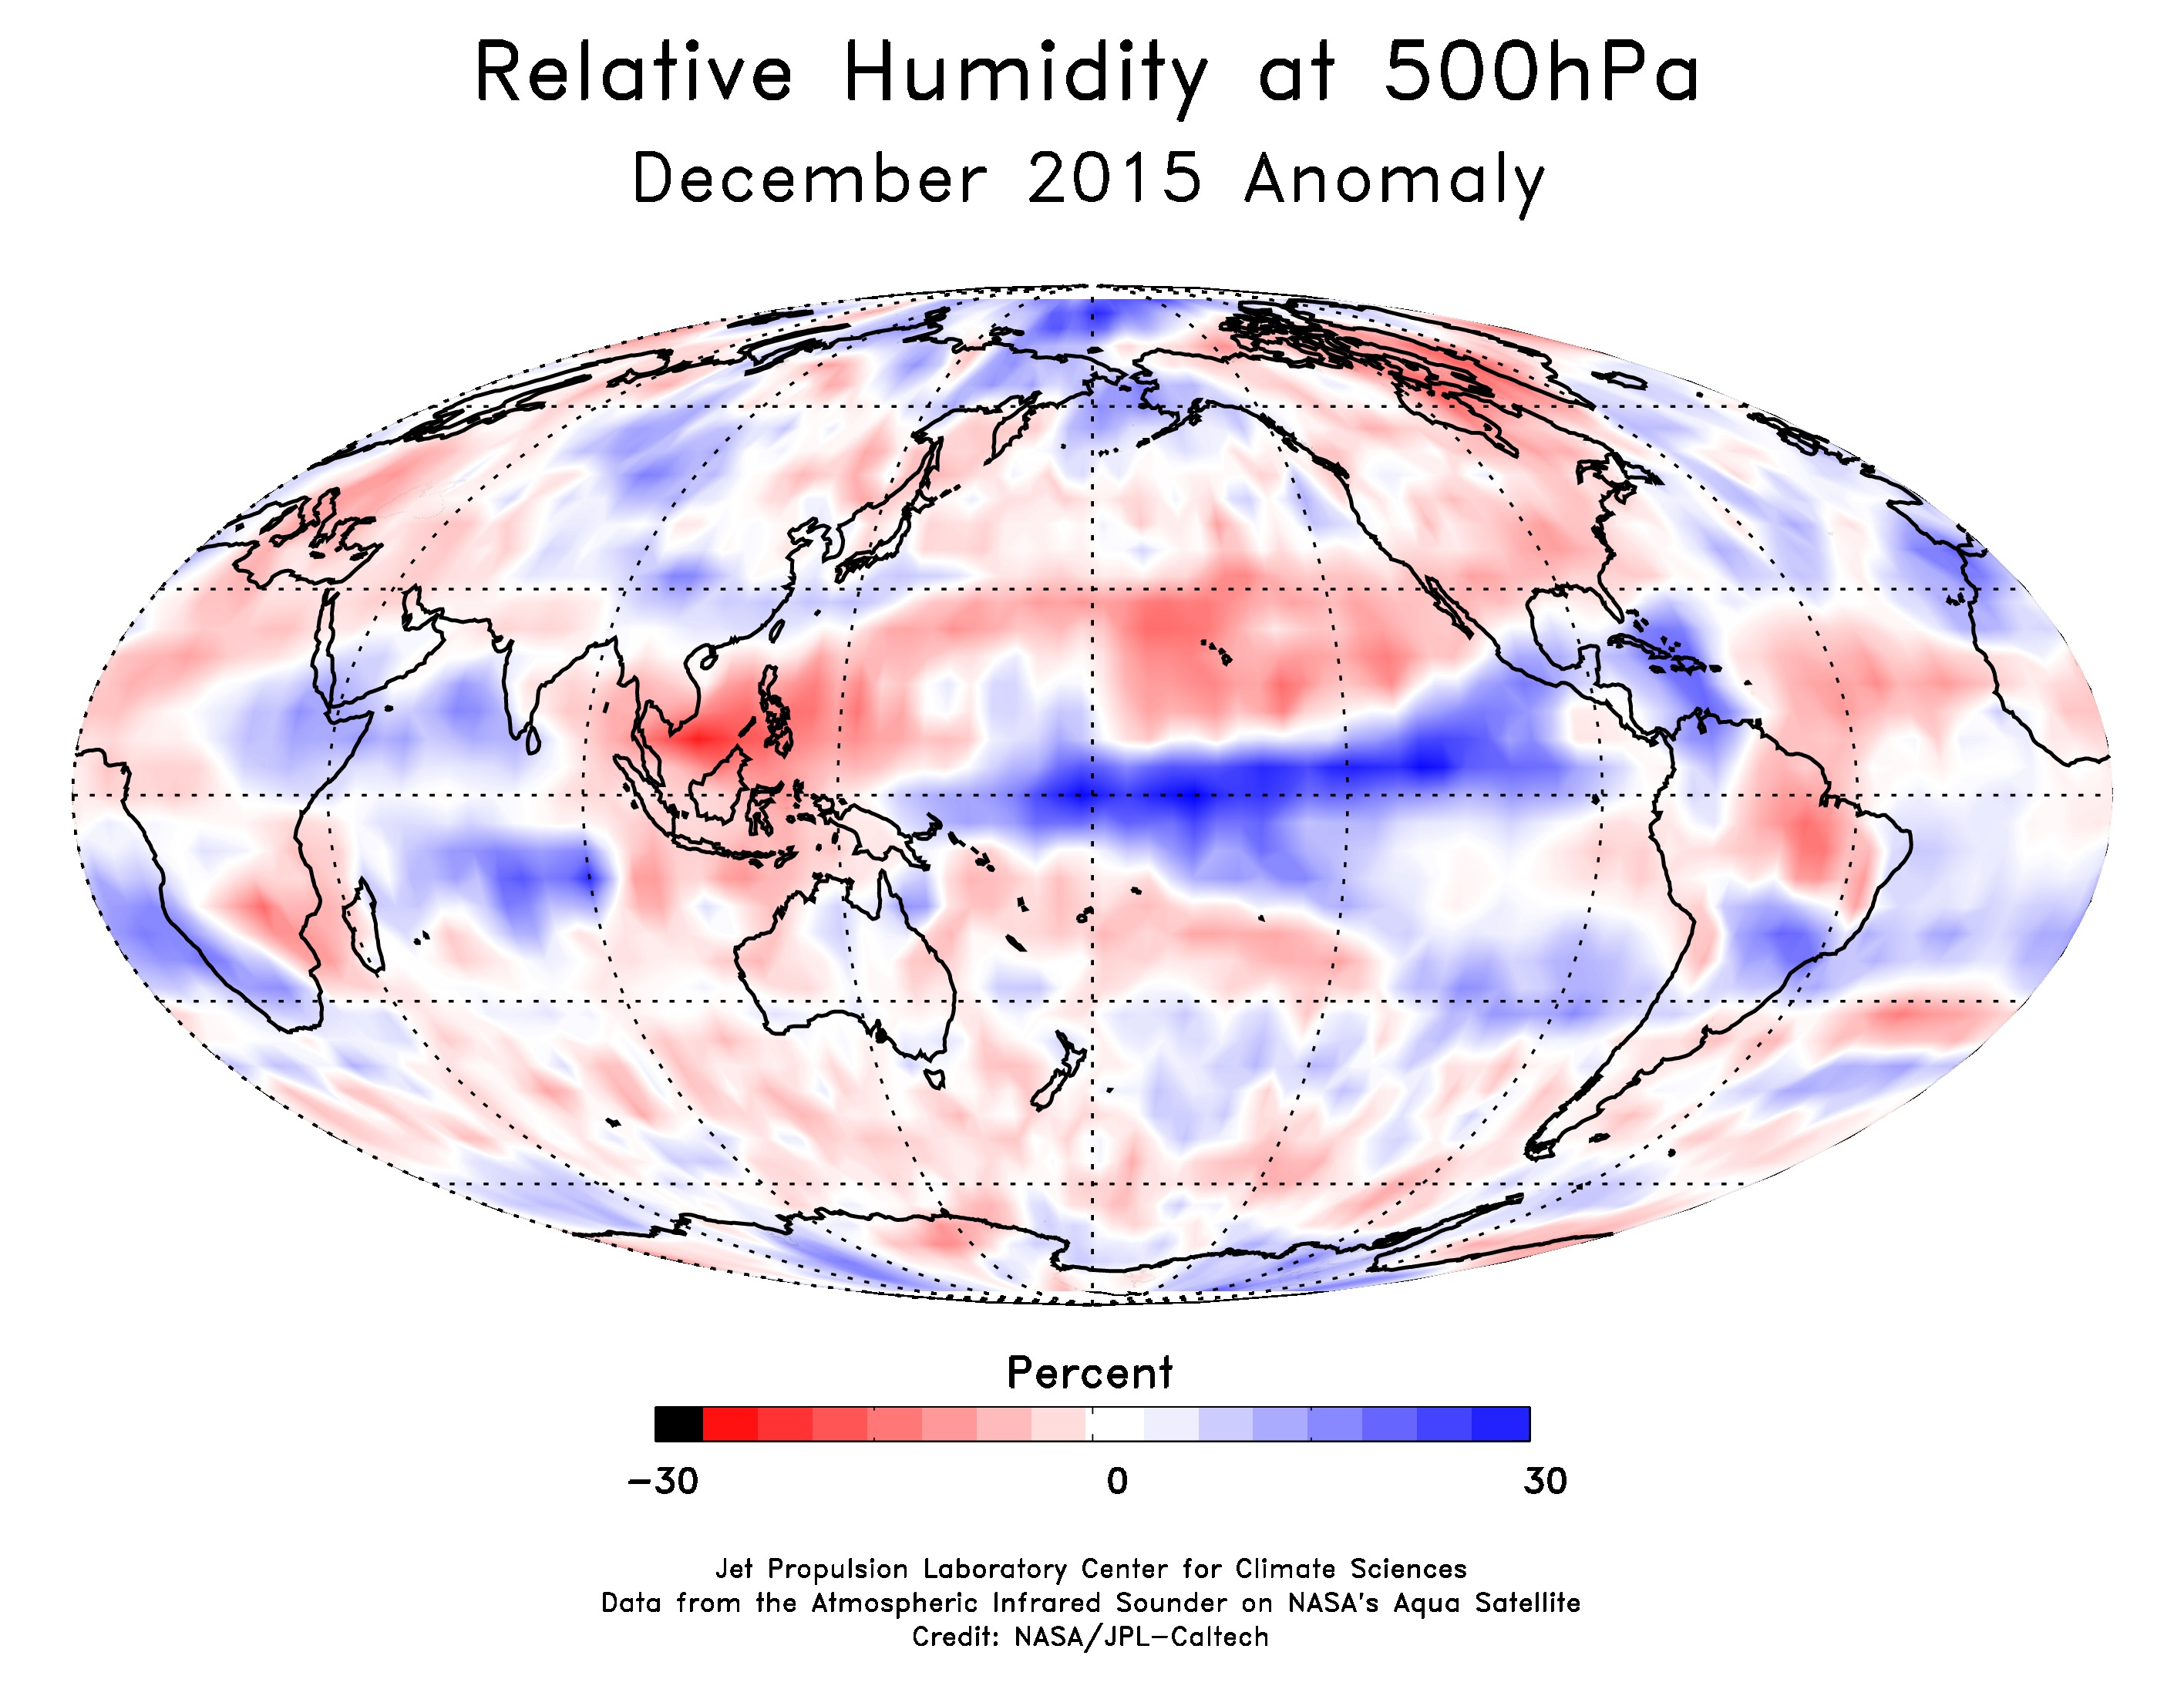 Relative Humidity at 500hPa
December 2015 Anomaly
Percent
−30 0 30
Jet Propulsion Laboratory Center for Climate Sciences
Data from the Atmospheric Infrared Sounder on NASA's Aqua Satellite
Credit: NASA/JPL−Caltech